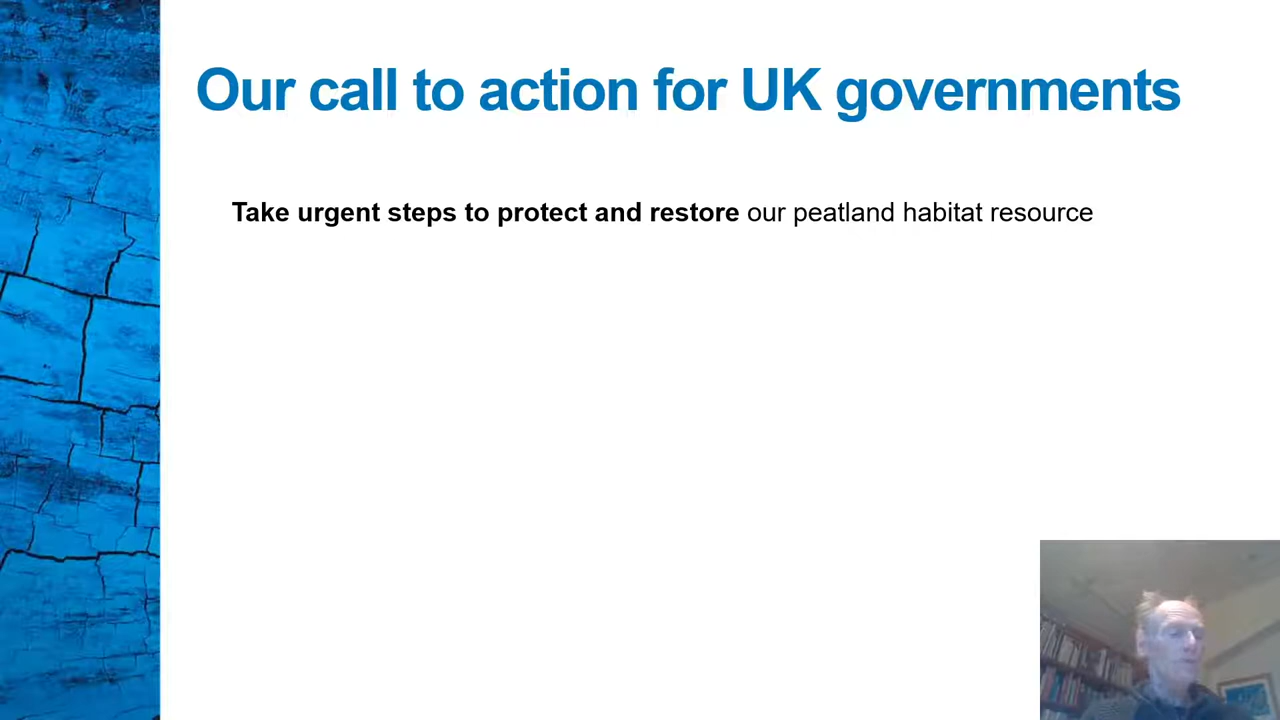 Our call to action for UK governments
Take urgent steps to protect and restore our peatland habitat resource